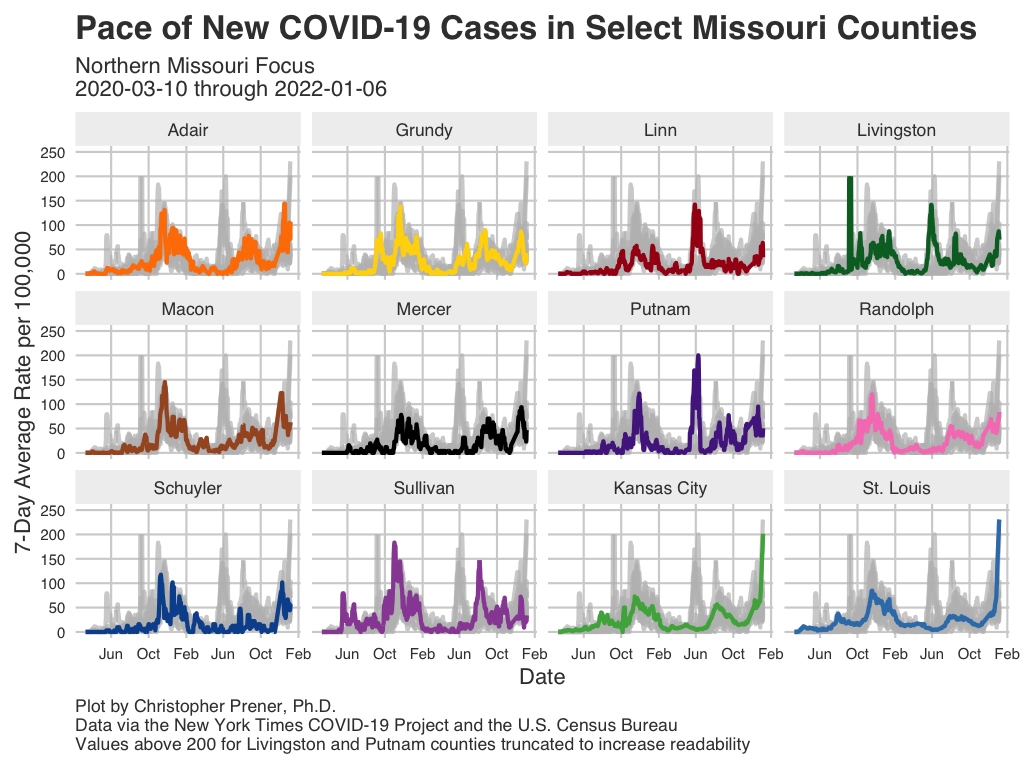 Pace of New COVID-19 Cases in Select Missouri Counties
Northern Missouri Focus
2020-03-10 through 2022-01-06
7-Day Average Rate per 100,000
Adair Grundy Linn Livingston
250
200
150
100
50
0
Macon Mercer Putnam Randolph
250
200
150
100
50
0
Schuyler Sullivan Kansas City St. Louis
250
200
150
100
50
0
Jun Oct Feb Jun Oct Feb Jun Oct Feb Jun Oct Feb Jun Oct Feb Jun Oct Feb Jun Oct Feb Jun Oct Feb
Date
Plot by Christopher Prener, Ph.D.
Data via the New York Times COVID-19 Project and the U.S. Census Bureau
Values above 200 for Livingston and Putnam counties truncated to increase readability